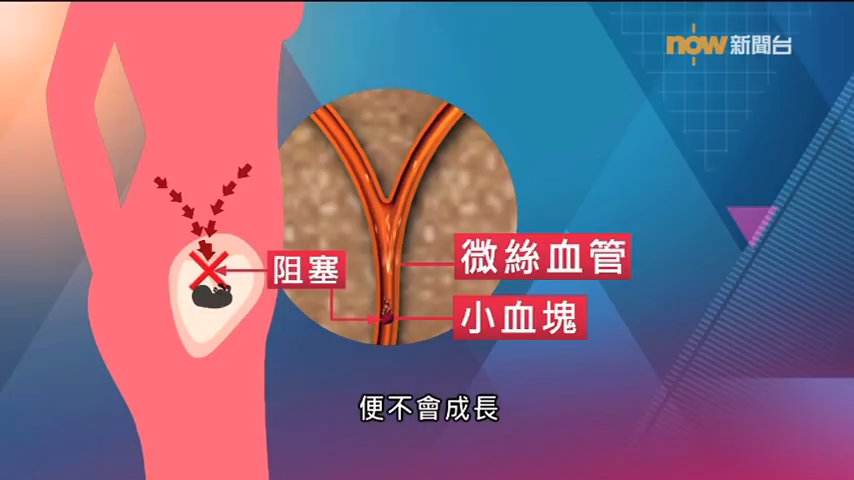 now新聞台
阻塞
微絲血管
小血塊
便不會成長